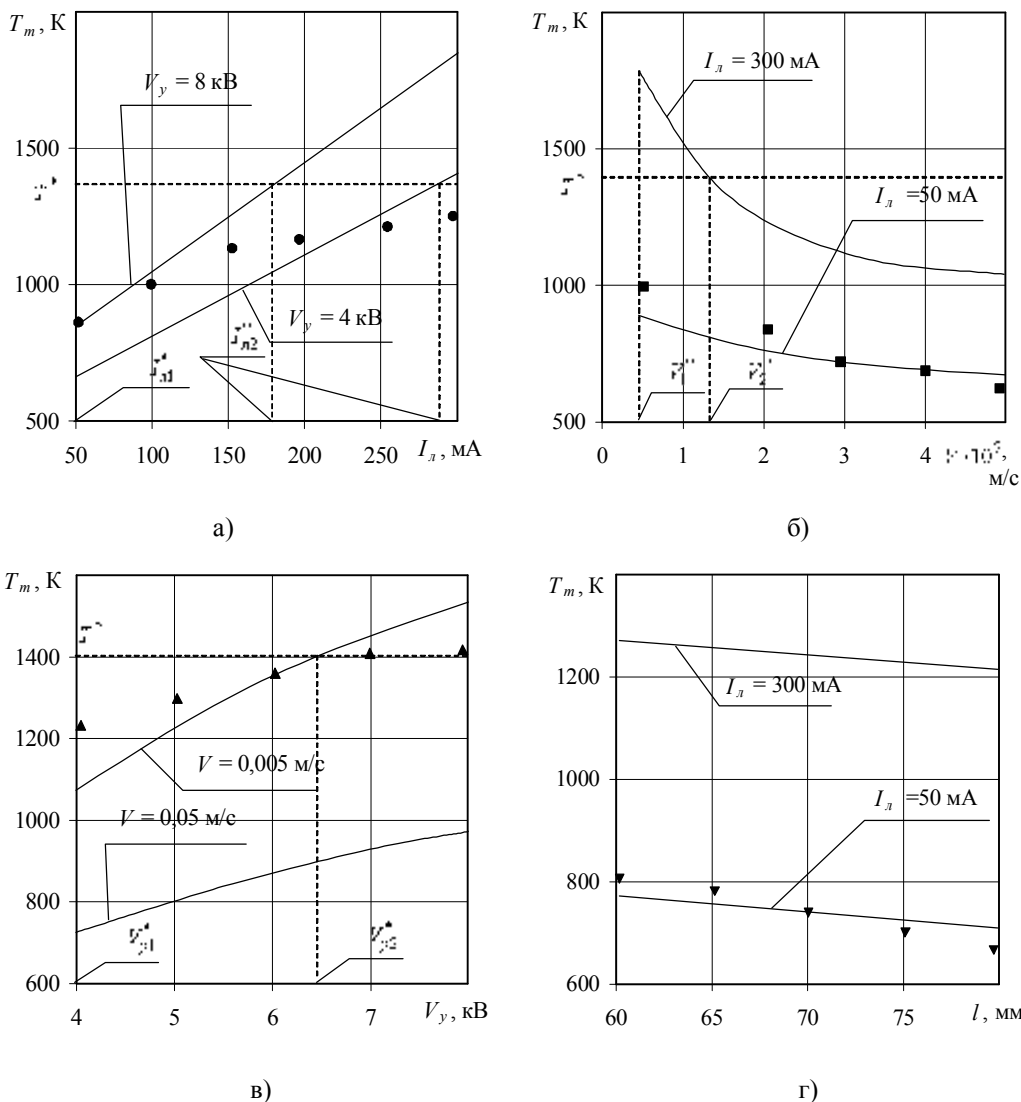 T_m, К
V_y = 8 кВ
1500
1000
V_y = 4 кВ
500
50 100 150 200 250 I_л, мА
а)
T_m, К
I_л = 300 мА
1500
I_л = 50 мА
1000
500
0 1 2 3 4
м/с
б)
T_m, К
1400
1200
V = 0,005 м/с
1000
V = 0,05 м/с
800
600
4 5 6 7 V_y, кВ
в)
T_m, К
1200
I_л = 300 мА
1000
I_л =50 мА
800
600
60 65 70 75 l, мм
г)